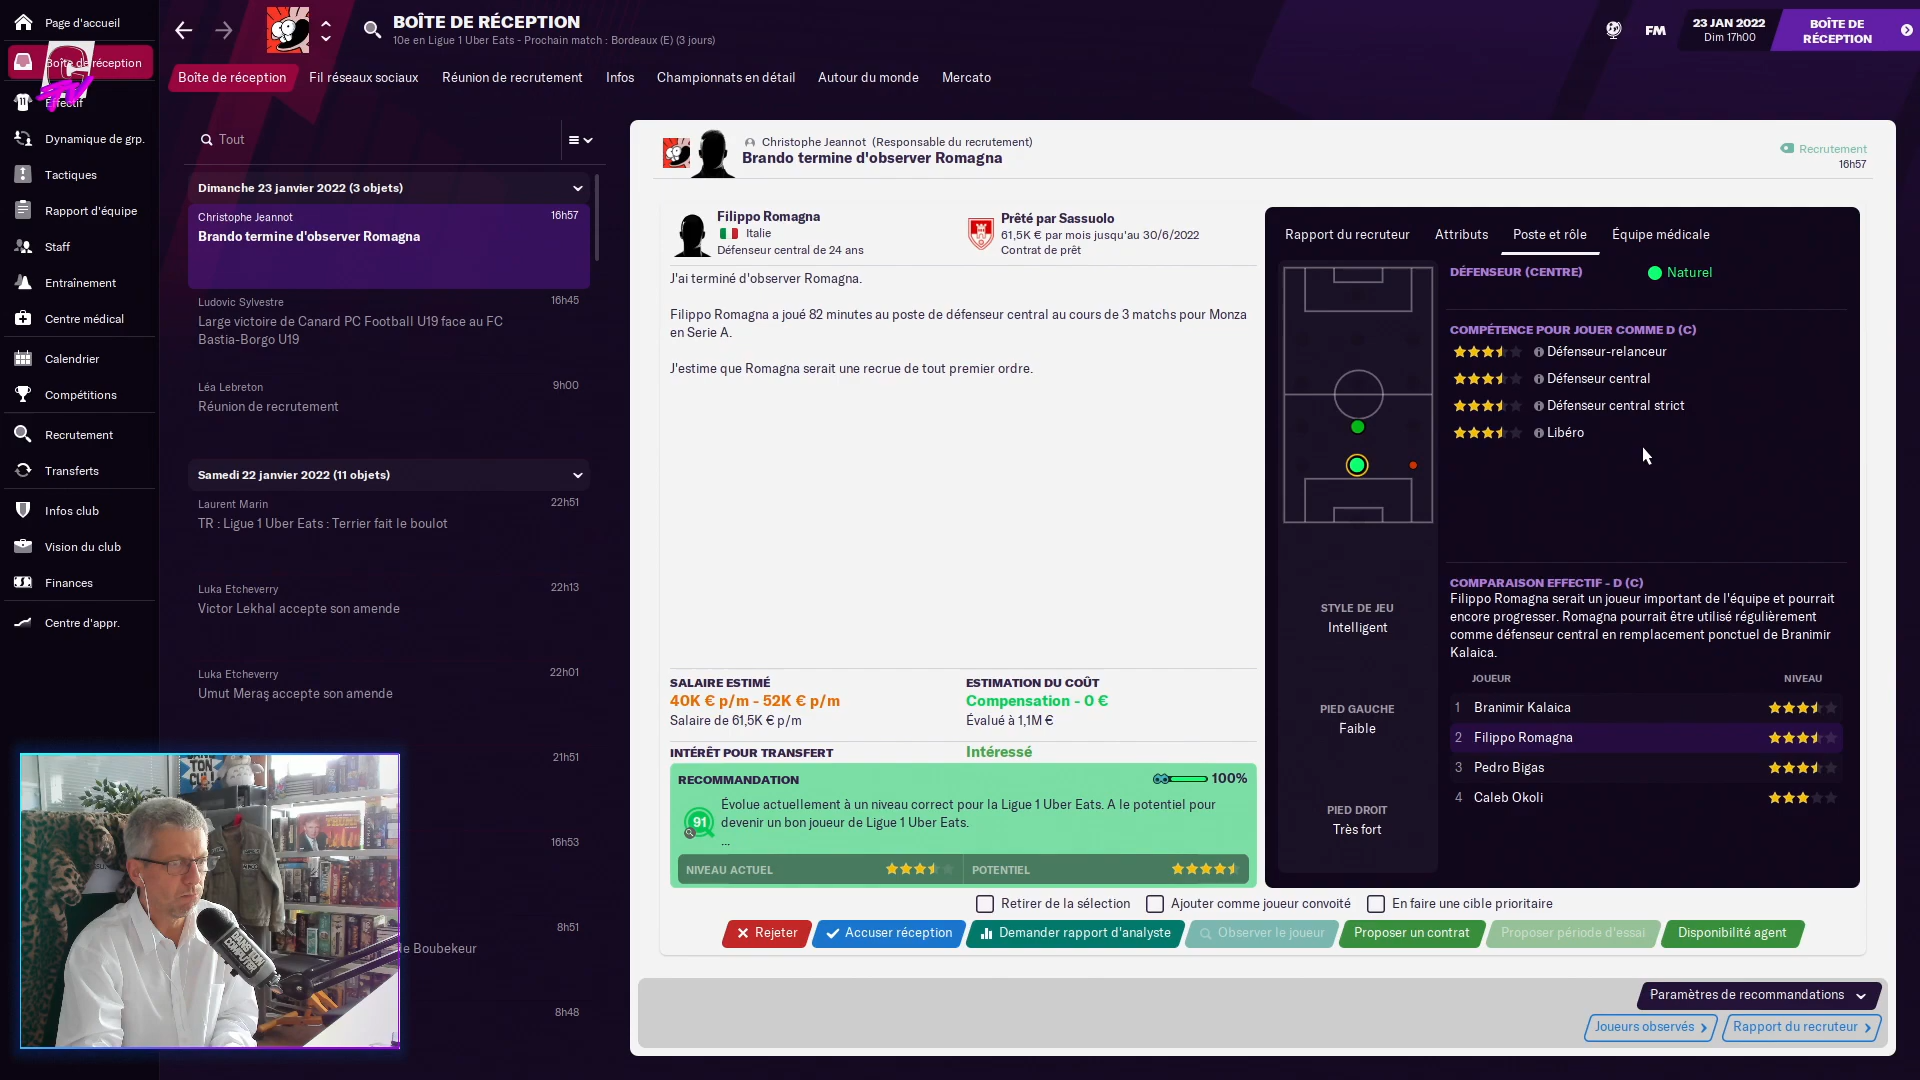 Page d'accueil
Boîte de réception
Effectif
Dynamique de grp.
Tactiques
Rapport d'équipe
Staff
Entraînement
Centre médical
Calendrier
Compétitions
Recrutement
Transferts
Infos club
Vision du club
Finances
Centre d'appr.
BOÎTE DE RÉCEPTION
10e en Ligue 1 Uber Eats - Prochain match : Bordeaux (E) (3 jours)
FM
23 JAN 2022
Dim 17h00
BOÎTE DE
RÉCEPTION
Boîte de réception Fil réseaux sociaux Réunion de recrutement Infos Championnats en détail Autour du monde Mercato
Tout
Dimanche 23 janvier 2022 (3 objets)
Christophe Jeannot 16h57
Brando termine d'observer Romagna
Ludovic Sylvestre 16h45
Large victoire de Canard PC Football U19 face au FC
Bastia-Borgo U19
Léa Lebreton 9h00
Réunion de recrutement
Samedi 22 janvier 2022 (11 objets)
Laurent Marin 22h51
TR : Ligue 1 Uber Eats : Terrier fait le boulot
Luka Etcheverry 22h13
Victor Lekhal accepte son amende
Luka Etcheverry 22h01
Umut Meraş accepte son amende
21h51
16h53
8h51
Boubekeur
8h48
Christophe Jeannot (Responsable du recrutement)
Brando termine d'observer Romagna
Recrutement
16h57
Filippo Romagna
Italie
Défenseur central de 24 ans
Prêté par Sassuolo
61,5K € par mois jusqu'au 30/6/2022
Contrat de prêt
J'ai terminé d'observer Romagna.
Filippo Romagna a joué 82 minutes au poste de défenseur central au cours de 3 matchs pour Monza
en Serie A.
J'estime que Romagna serait une recrue de tout premier ordre.
SALAIRE ESTIMÉ
40K € p/m - 52K € p/m
Salaire de 61,5K € p/m
ESTIMATION DU COÛT
Compensation - 0 €
Évalué à 1,1M €
INTÉRÊT POUR TRANSFERT Intéressé
RECOMMANDATION 100%
91
Évolue actuellement à un niveau correct pour la Ligue 1 Uber Eats. A le potentiel pour
devenir un bon joueur de Ligue 1 Uber Eats.
...
NIVEAU ACTUEL POTENTIEL
Rapport du recruteur Attributs Poste et rôle Équipe médicale
DÉFENSEUR (CENTRE) Naturel
COMPÉTENCE POUR JOUER COMME D (C)
Défenseur-relanceur
Défenseur central
Défenseur central strict
Libéro
STYLE DE JEU
Intelligent
PIED GAUCHE
Faible
PIED DROIT
Très fort
COMPARAISON EFFECTIF - D (C)
Filippo Romagna serait un joueur important de l'équipe et pourrait
encore progresser. Romagna pourrait être utilisé régulièrement
comme défenseur central en remplacement ponctuel de Branimir
Kalaica.
JOUEUR NIVEAU
1 Branimir Kalaica
2 Filippo Romagna
3 Pedro Bigas
4 Caleb Okoli
Retirer de la sélection Ajouter comme joueur convoité En faire une cible prioritaire
Rejeter Accuser réception Demander rapport d'analyste Observer le joueur Proposer un contrat Proposer période d'essai Disponibilité agent
Paramètres de recommandations
Joueurs observés Rapport du recruteur